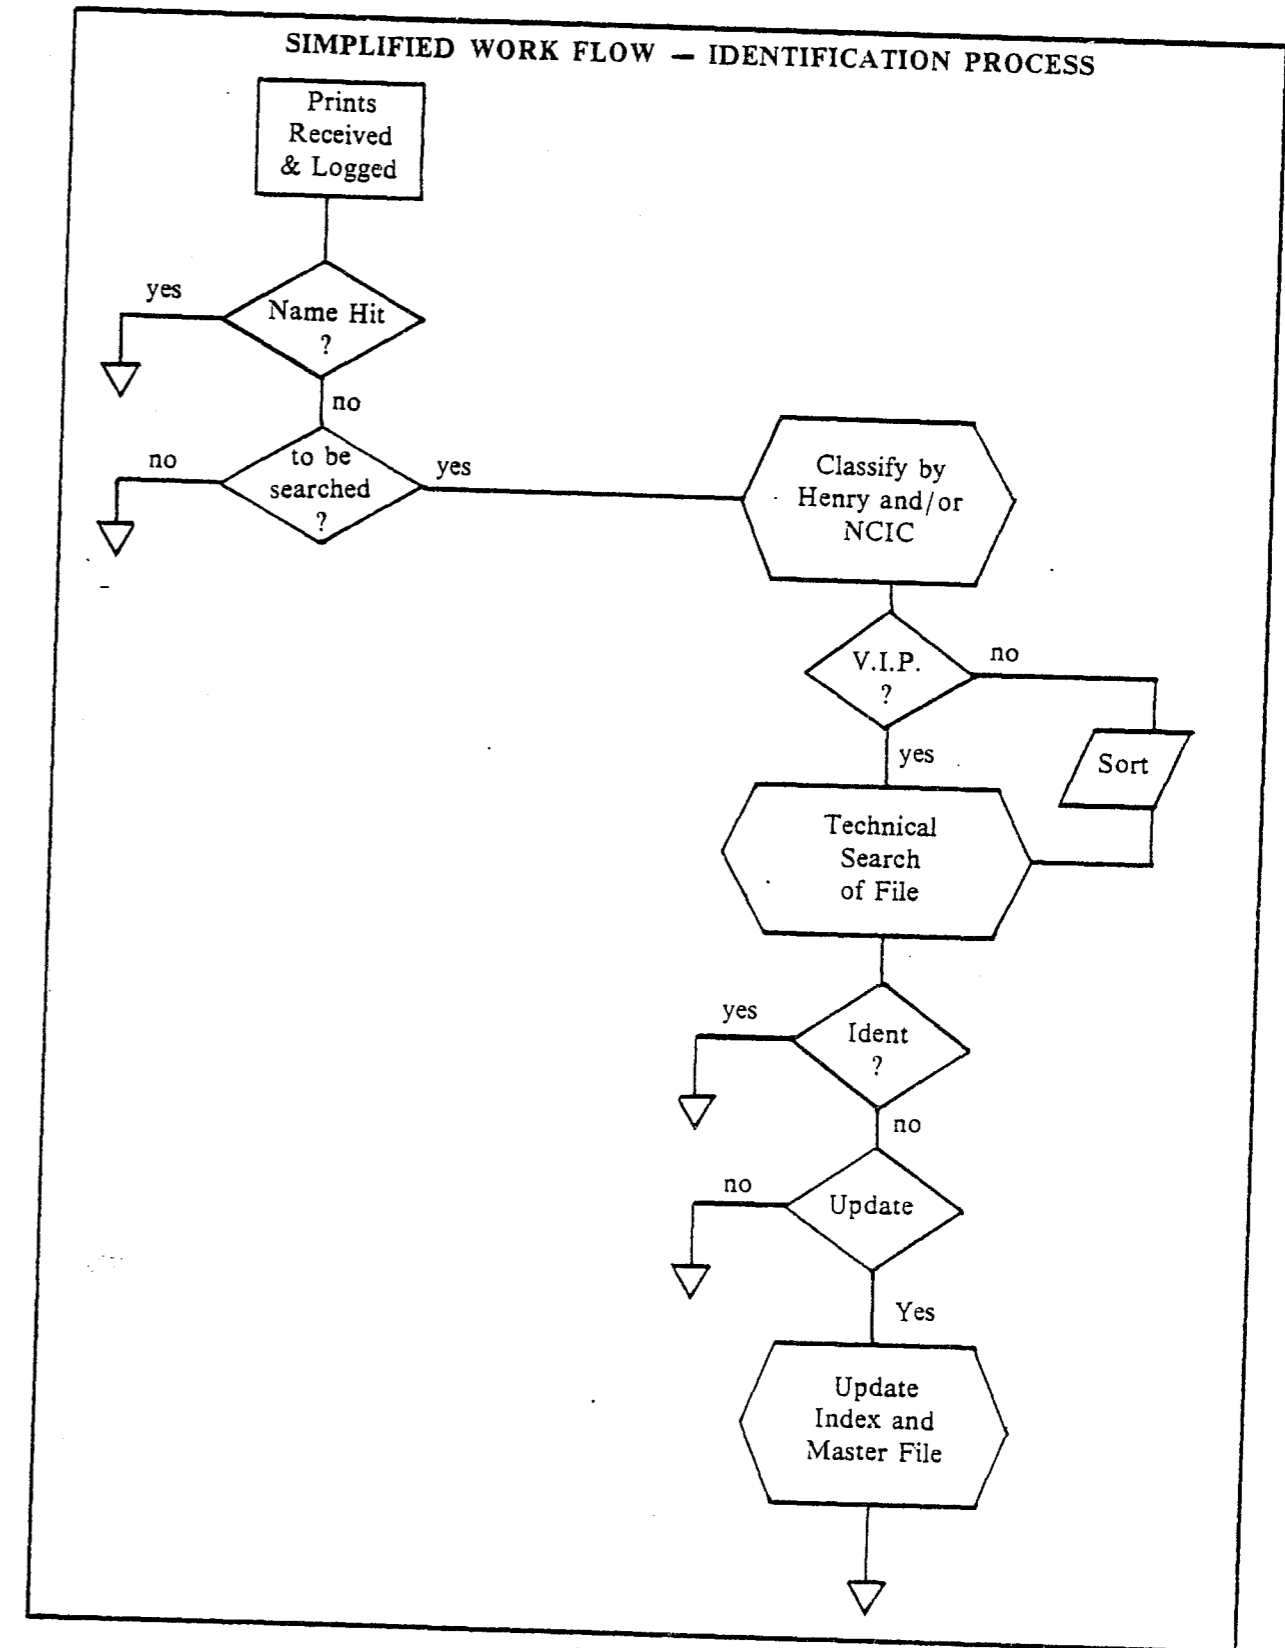 SIMPLIFIED WORK FLOW — IDENTIFICATION PROCESS
Prints
Received
& Logged
yes
Name Hit
?
no
no
to be
searched
?
yes
Classify by
Henry and/or
NCIC
V.I.P.
?
no
yes
Sort
Technical
Search
of File
yes
Ident
?
no
no
Update
Yes
Update
Index and
Master File